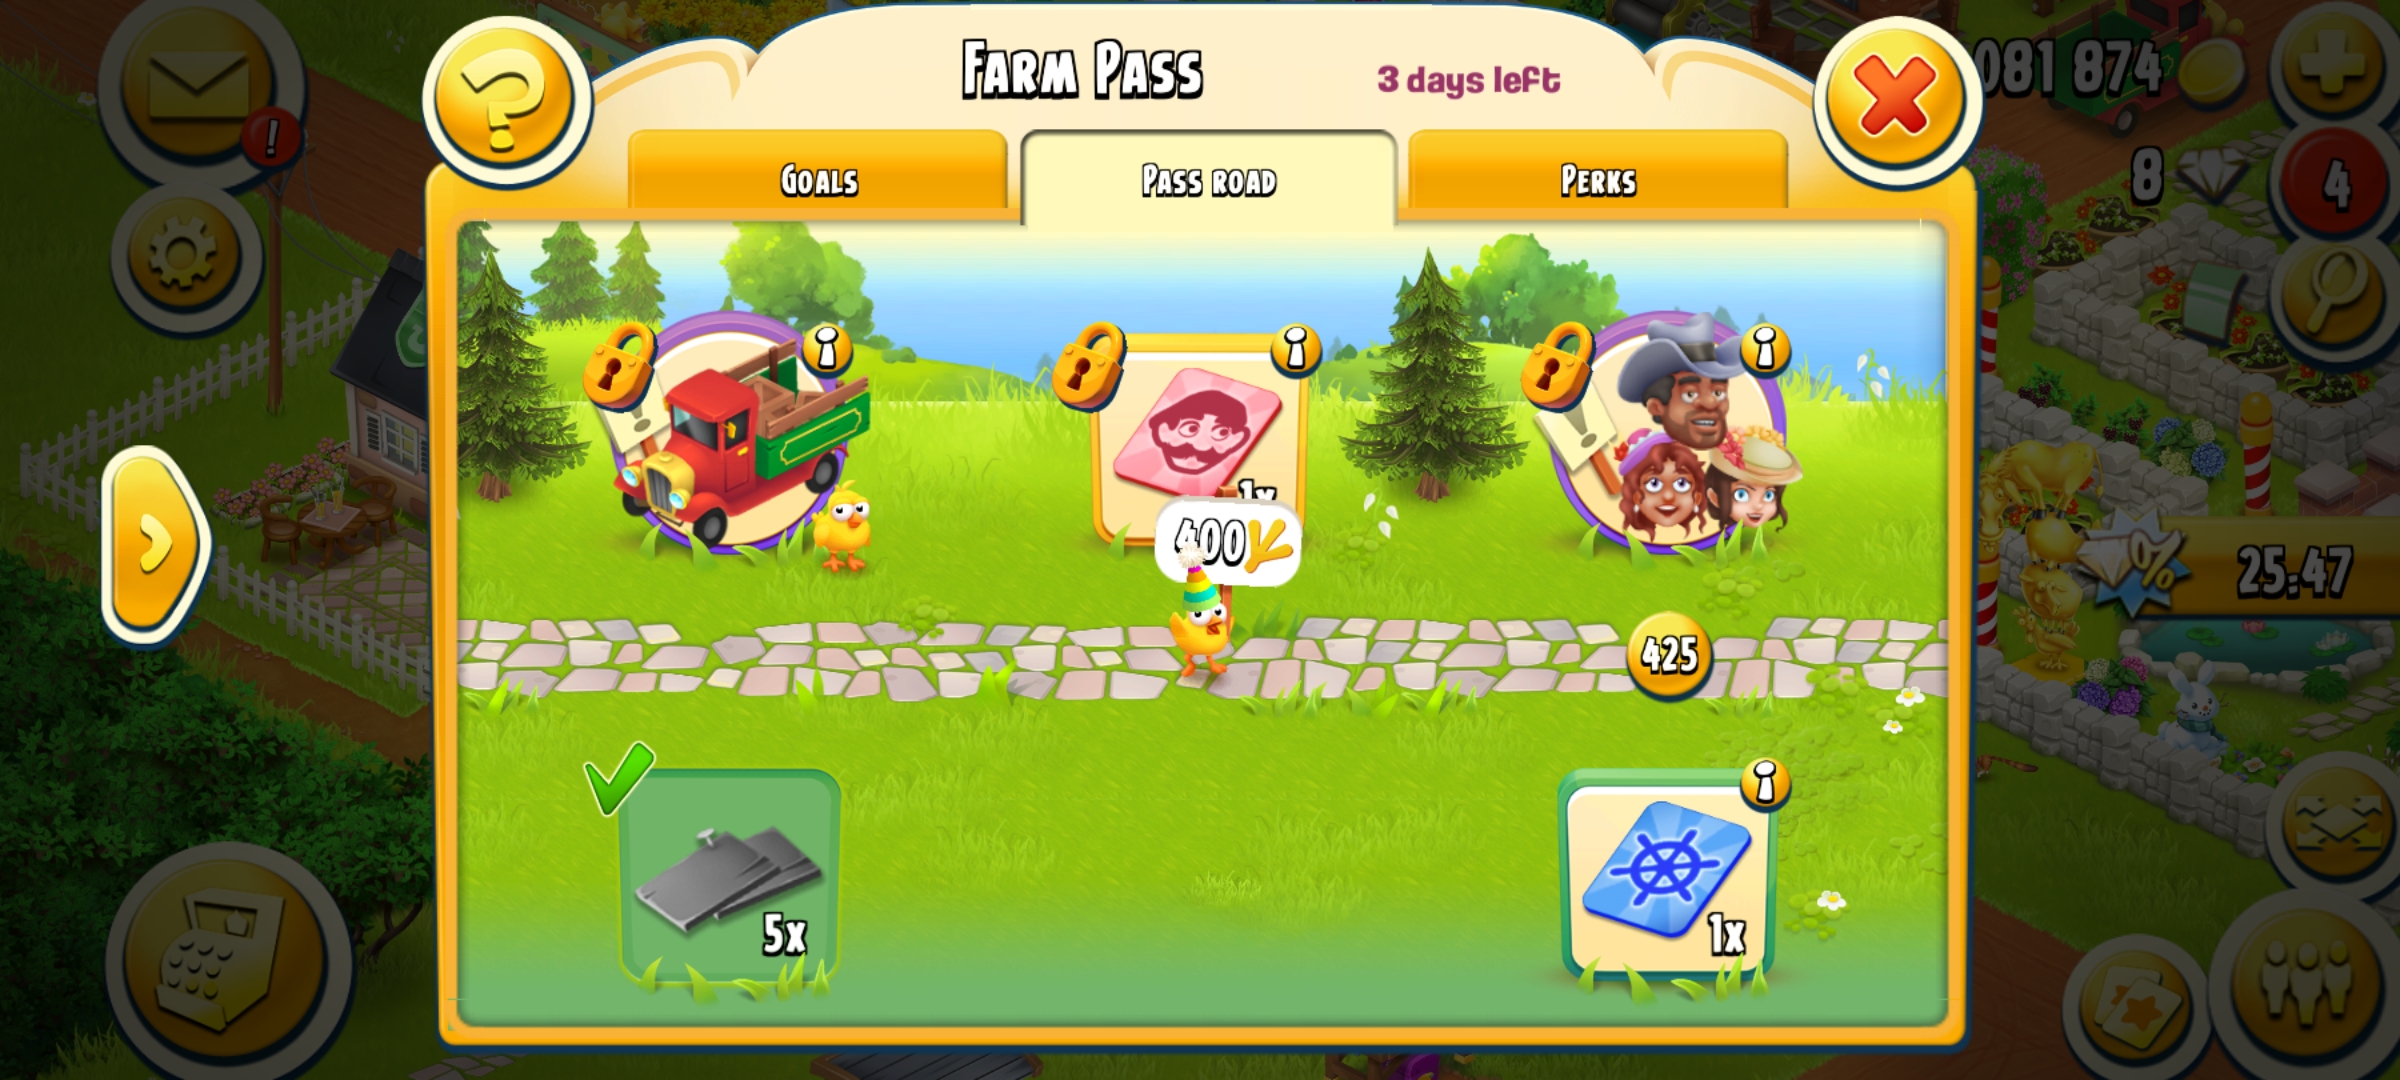 FARM PASS
3 days left
GOALS
PASS ROAD
PERKS
081 874
8
4
1x
400
425
25:47
5x
1x